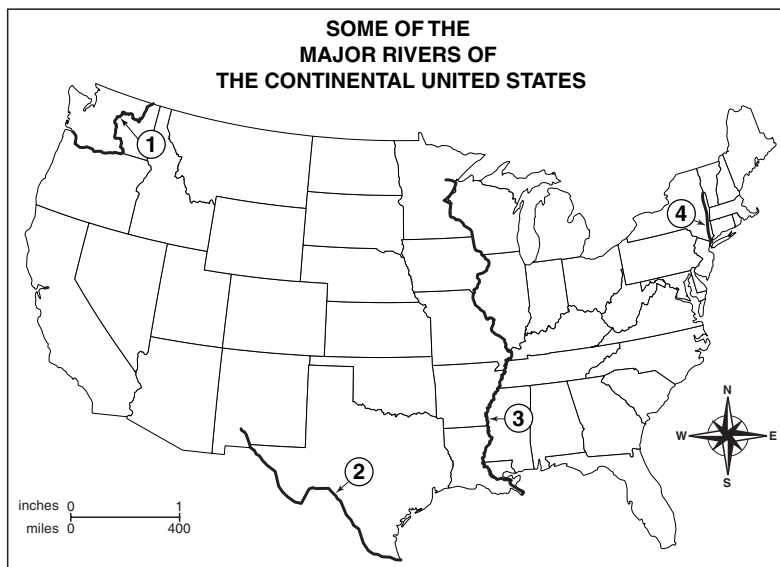 SOME OF THE
MAJOR RIVERS OF
THE CONTINENTAL UNITED STATES
1
4
3
2
N
W E
S
inches 0 1
miles 0 400